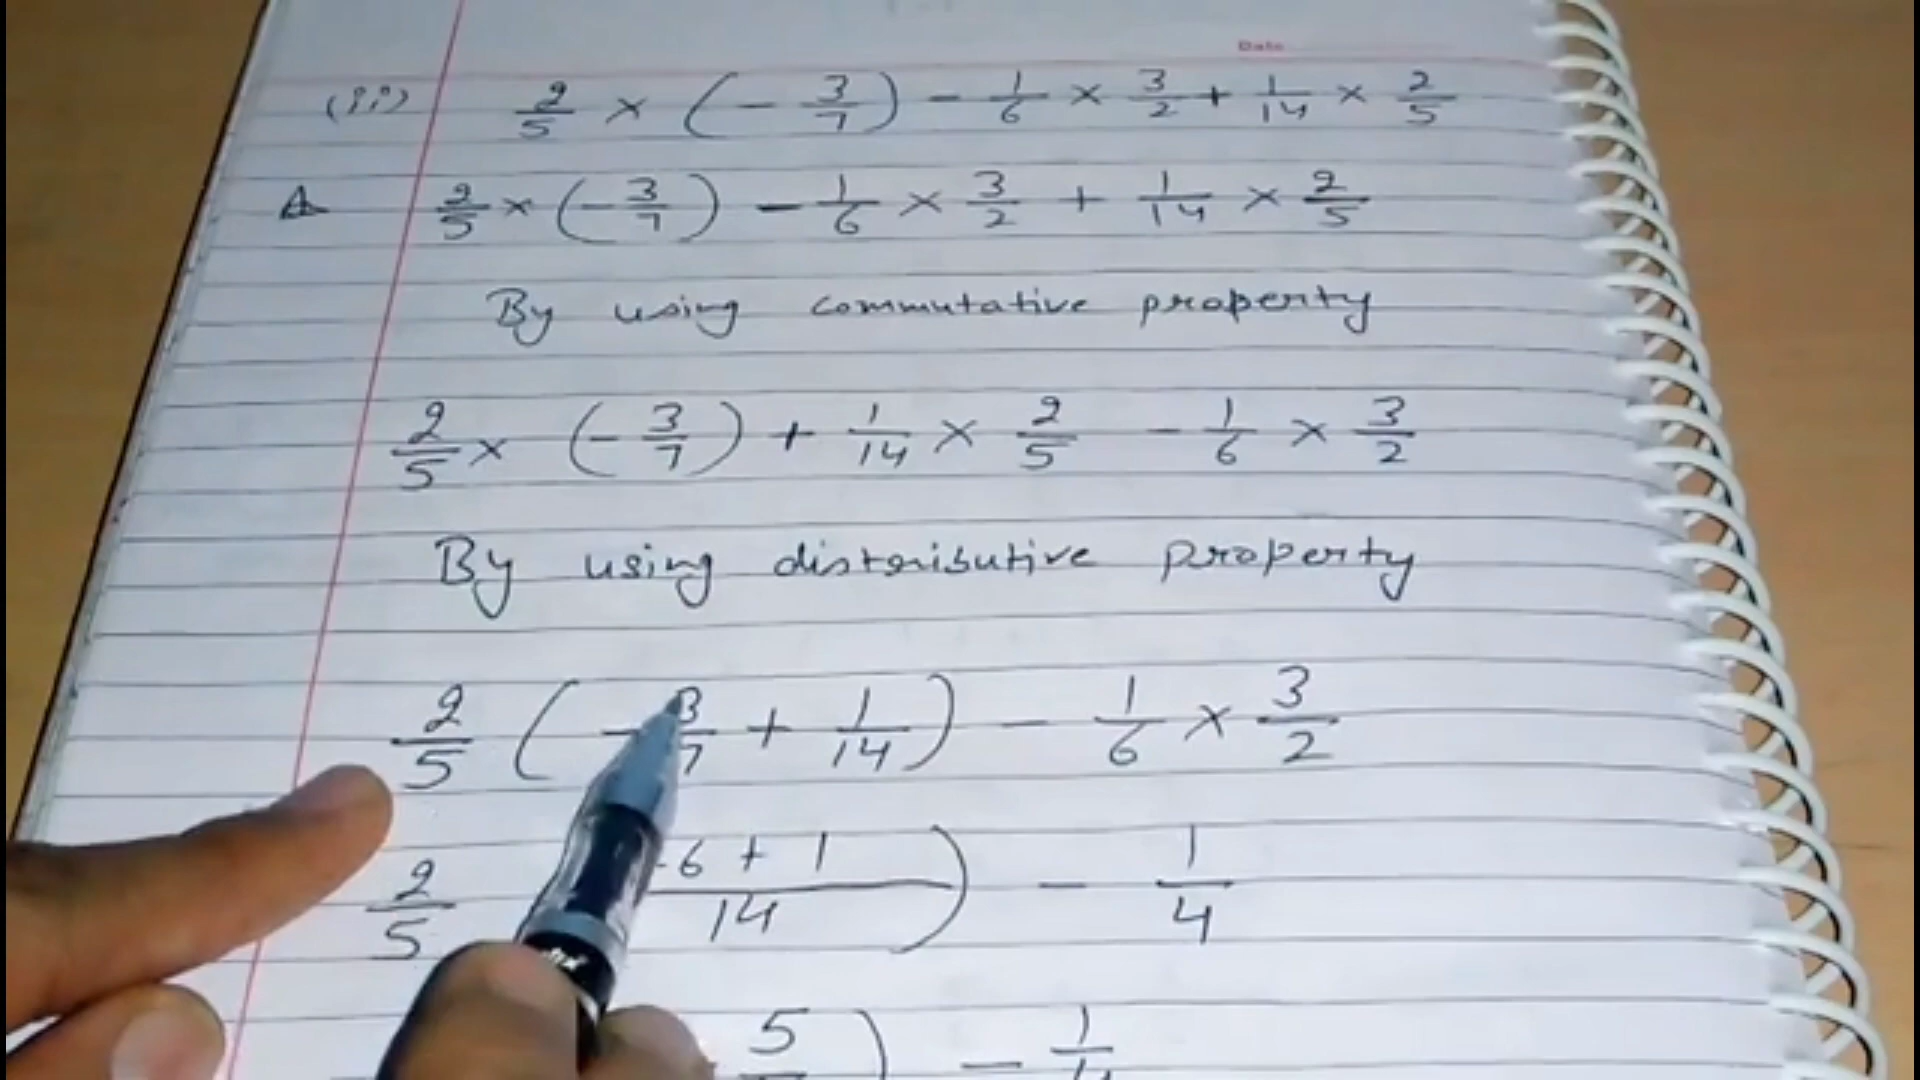 Date
(ii) 2/5 × (- 3/7) - 1/6 × 3/2 + 1/14 × 2/5
A 2/5 × (- 3/7) - 1/6 × 3/2 + 1/14 × 2/5
By using commutative property
2/5 × (- 3/7) + 1/14 × 2/5 - 1/6 × 3/2
By using distributive property
2/5 (- 3/7 + 1/14) - 1/6 × 3/2
2/5 -6 + 1/14) - 1/4
5 ) - 1/4